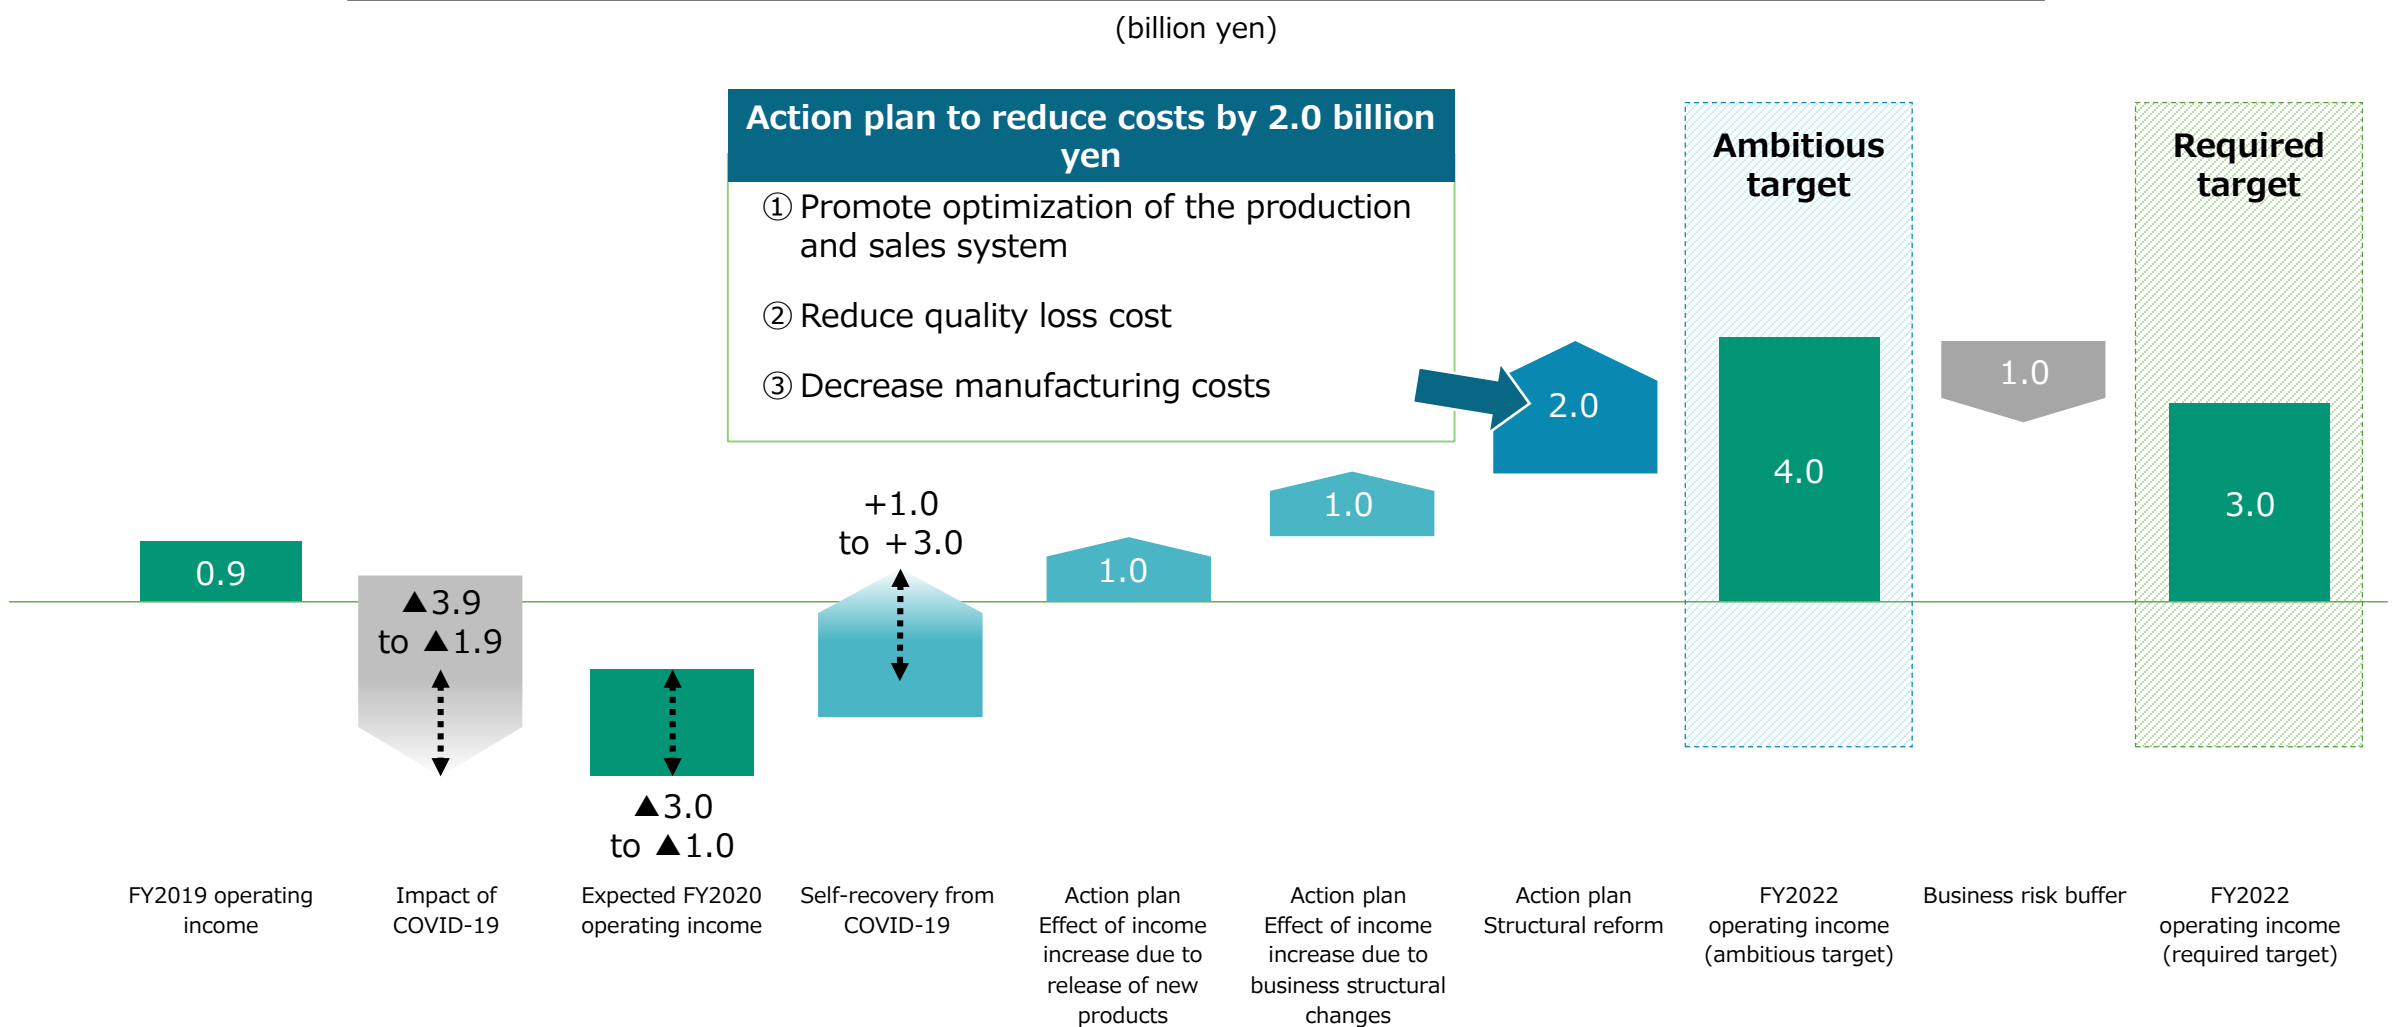 (billion yen)
Action plan to reduce costs by 2.0 billion
yen
① Promote optimization of the production
and sales system
② Reduce quality loss cost
③ Decrease manufacturing costs
Ambitious
target
Required
target
0.9
▲3.9
to ▲1.9
▲3.0
to ▲1.0
+1.0
to +3.0
1.0
1.0
2.0
4.0
1.0
3.0
FY2019 operating
income
Impact of
COVID-19
Expected FY2020
operating income
Self-recovery from
COVID-19
Action plan
Effect of income
increase due to
release of new
products
Action plan
Effect of income
increase due to
business structural
changes
Action plan
Structural reform
FY2022
operating income
(ambitious target)
Business risk buffer
FY2022
operating income
(required target)